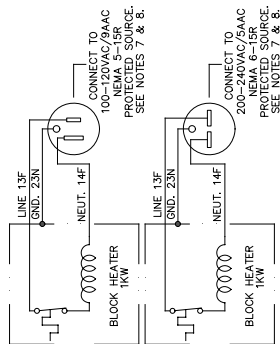 CONNECT TO
100-120VAC/9AAC
NEMA 5-15R
PROTECTED SOURCE.
SEE NOTES 7 & 8.
LINE 13F
GND. 23N
NEUT. 14F
BLOCK HEATER
1KW
CONNECT TO
200-240VAC/5AAC
NEMA 6-15R
PROTECTED SOURCE.
SEE NOTES 7 & 8.
LINE 13F
GND. 23N
NEUT. 14F
BLOCK HEATER
1KW